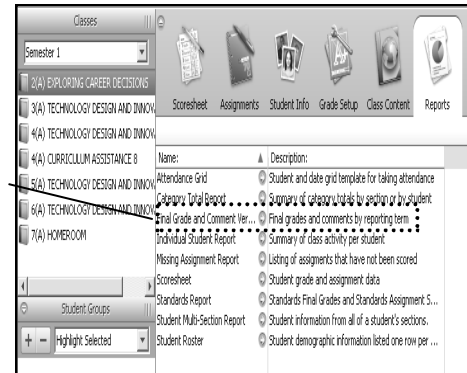 Classes
Semester 1
2(A) EXPLORING CAREER DECISIONS
3(A) TECHNOLOGY DESIGN AND INNOV
4(A) TECHNOLOGY DESIGN AND INNOV
4(A) CURRICULUM ASSISTANCE 8
5(A) TECHNOLOGY DESIGN AND INNOV
6(A) TECHNOLOGY DESIGN AND INNOV
7(A) HOMEROOM
Student Groups
+ - Highlight Selected
Scoresheet Assignments Student Info Grade Setup Class Content Reports
Name: Description:
Attendance Grid Student and date grid template for taking attendance
Category Total Report Summary of category totals by section or by student
Final Grade and Comment Ver... Final grades and comments by reporting term
Individual Student Report Summary of class activity per student
Missing Assignment Report Listing of assigments that have not been scored
Scoresheet Student grade and assignment data
Standards Report Standards Final Grades and Standards Assignment S...
Student Multi-Section Report Student information from all of a student's sections.
Student Roster Student demographic information listed one row per ...